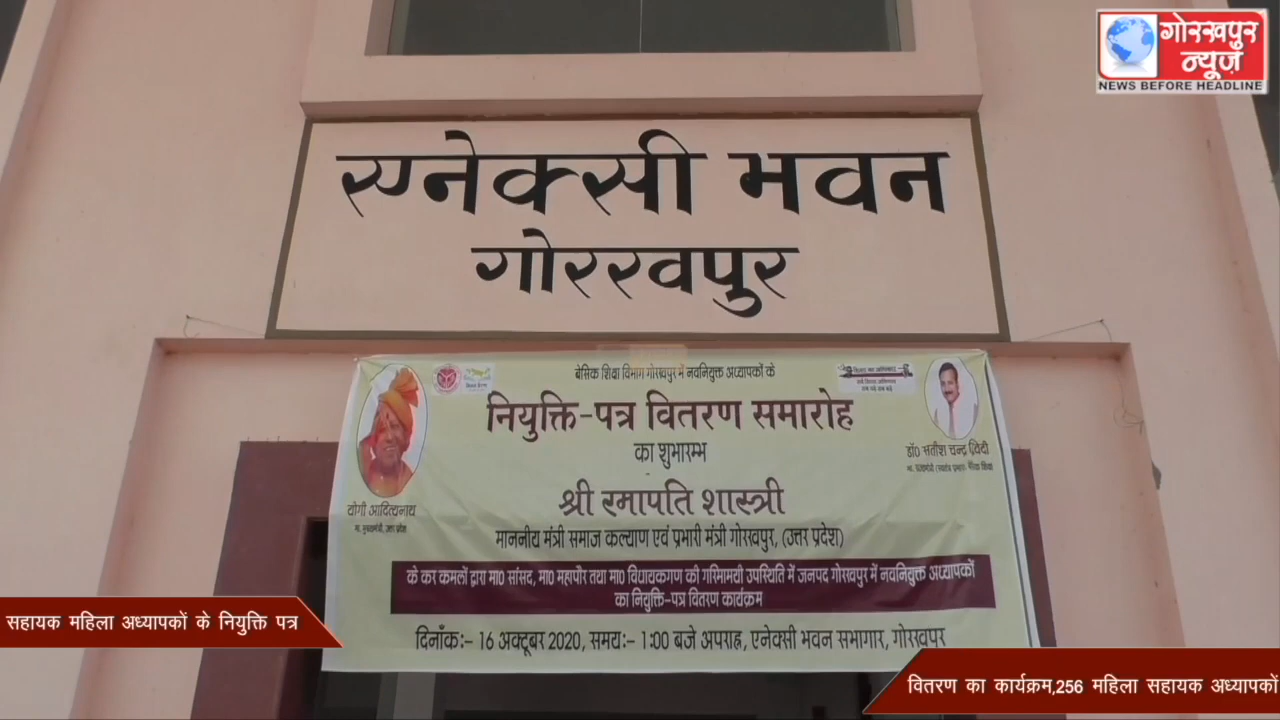 गोरखपुर
न्यूज़
NEWS BEFORE HEADLINE
एनेक्सी भवन
गोरखपुर
बेसिक शिक्षा विभाग गोरखपुर में नवनियुक्त अध्यापकों के
नियुक्ति-पत्र वितरण समारोह
का शुभारम्भ
श्री रमापति शास्त्री
माननीय मंत्री समाज कल्याण एवं प्रभारी मंत्री गोरखपुर, (उत्तर प्रदेश)
योगी आदित्यनाथ
मा. मुख्यमंत्री, उत्तर प्रदेश
डॉ0 सतीश चन्द्र द्विवेदी
के कर कमलों द्वारा मा0 सांसद, मा0 महापौर तथा मा0 विधायकगण की गरिमामयी उपस्थिति में जनपद गोरखपुर में नवनियुक्त अध्यापकों
का नियुक्ति-पत्र वितरण कार्यक्रम
दिनाँक:- 16 अक्टूबर 2020, समय:- 1:00 बजे अपराह्न, एनेक्सी भवन सभागार, गोरखपुर
सहायक महिला अध्यापकों के नियुक्ति पत्र
वितरण का कार्यक्रम,256 महिला सहायक अध्यापकों